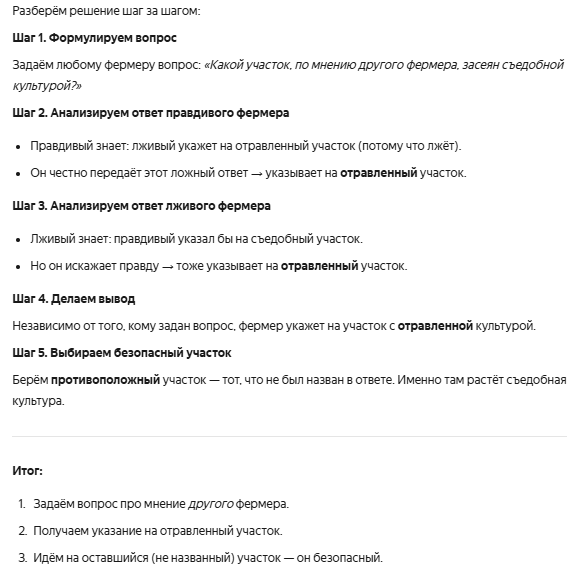 Разберём решение шаг за шагом:
Шаг 1. Формулируем вопрос
Задаём любому фермеру вопрос: «Какой участок, по мнению другого фермера, засеян съедобной
культурой?»
Шаг 2. Анализируем ответ правдивого фермера
• Правдивый знает: лживый укажет на отравленный участок (потому что лжёт).
• Он честно передаёт этот ложный ответ → указывает на отравленный участок.
Шаг 3. Анализируем ответ лживого фермера
• Лживый знает: правдивый указал бы на съедобный участок.
• Но он искажает правду → тоже указывает на отравленный участок.
Шаг 4. Делаем вывод
Независимо от того, кому задан вопрос, фермер укажет на участок с отравленной культурой.
Шаг 5. Выбираем безопасный участок
Берём противоположный участок — тот, что не был назван в ответе. Именно там растёт съедобная
культура.
Итог:
1. Задаём вопрос про мнение другого фермера.
2. Получаем указание на отравленный участок.
3. Идём на оставшийся (не названный) участок — он безопасный.